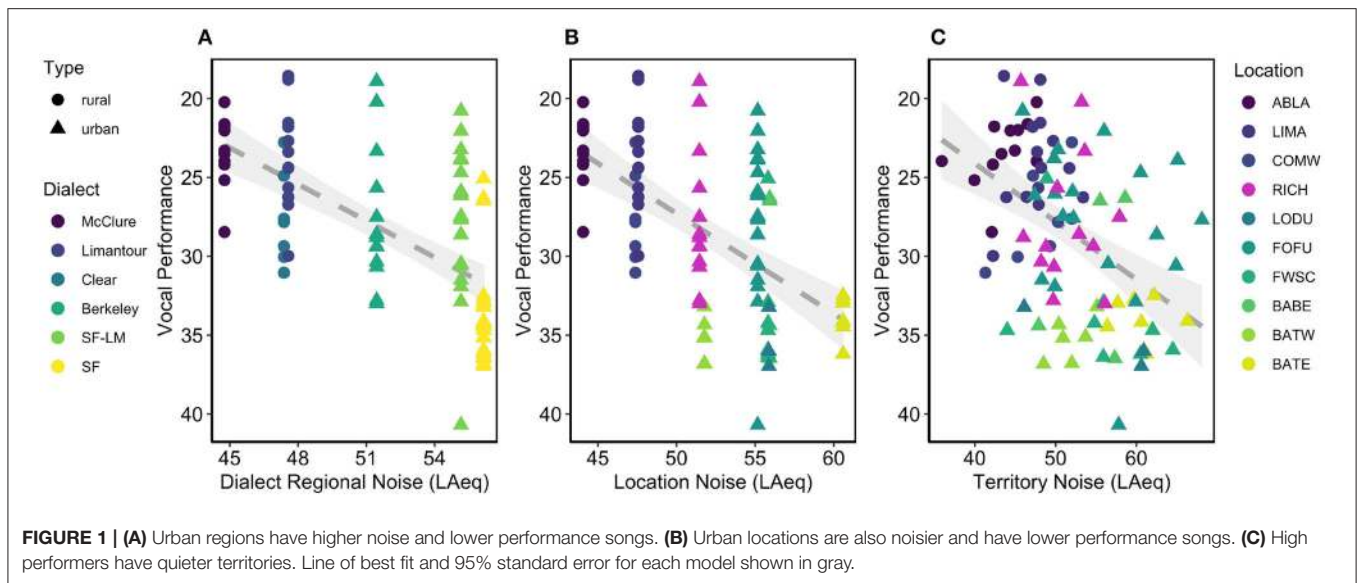 A
B
C
Type
rural
urban
Dialect
McClure
Limantour
Clear
Berkeley
SF-LM
SF
Vocal Performance
20
25
30
35
40
45
48
51
54
Dialect Regional Noise (LAeq)
Vocal Performance
20
25
30
35
40
45
50
55
60
Location Noise (LAeq)
Vocal Performance
20
25
30
35
40
40
50
60
Territory Noise (LAeq)
Location
ABLA
LIMA
COMW
RICH
LODU
FOFU
FWSC
BABE
BATW
BATE
FIGURE 1 | (A) Urban regions have higher noise and lower performance songs. (B) Urban locations are also noisier and have lower performance songs. (C) High
performers have quieter territories. Line of best fit and 95% standard error for each model shown in gray.